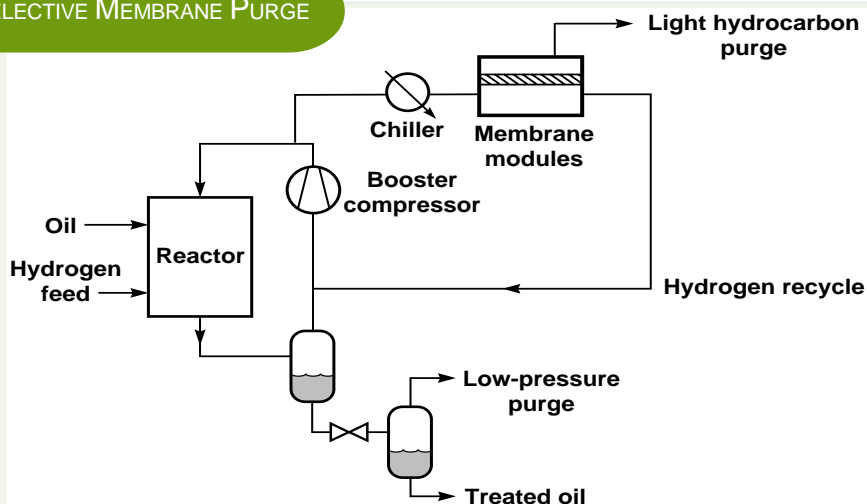 ELECTIVE MEMBRANE PURGE
Light hydrocarbon
purge
Chiller
Membrane
modules
Booster
compressor
Oil
Reactor
Hydrogen
feed
Hydrogen recycle
Low-pressure
purge
Treated oil